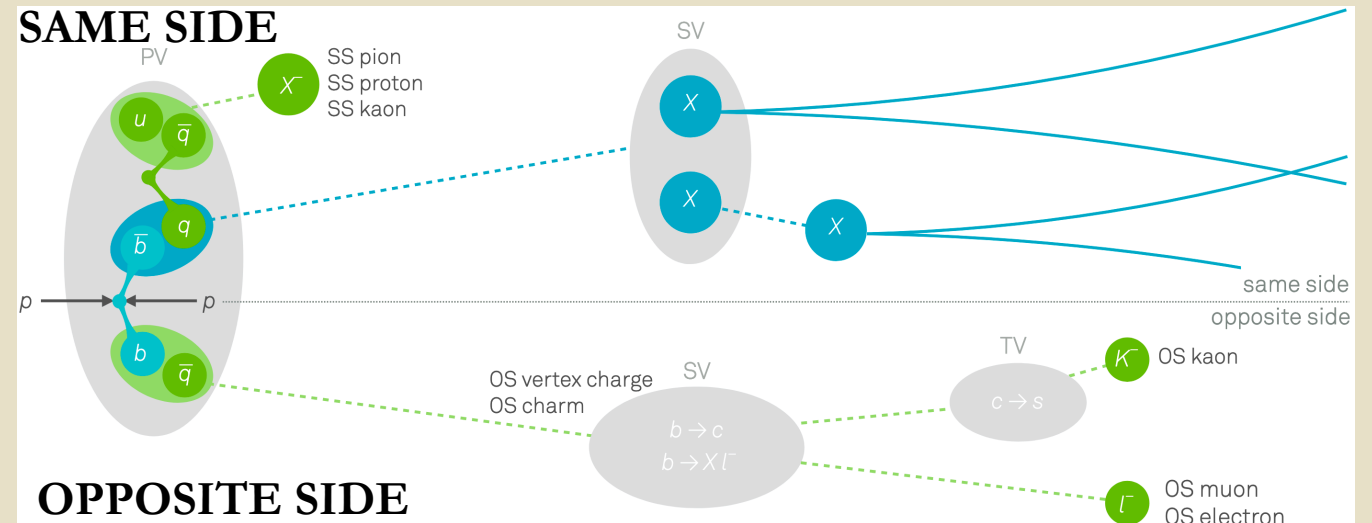 SAME SIDE
PV
SV
SS pion
SS proton
SS kaon
X⁻
u
q̅
X
q
b̅
X
X
p
p
same side
opposite side
b
q̅
OS vertex charge
OS charm
SV
b → c
b → X l⁻
TV
c → s
K⁻
OS kaon
OPPOSITE SIDE
l⁻
OS muon
OS electron